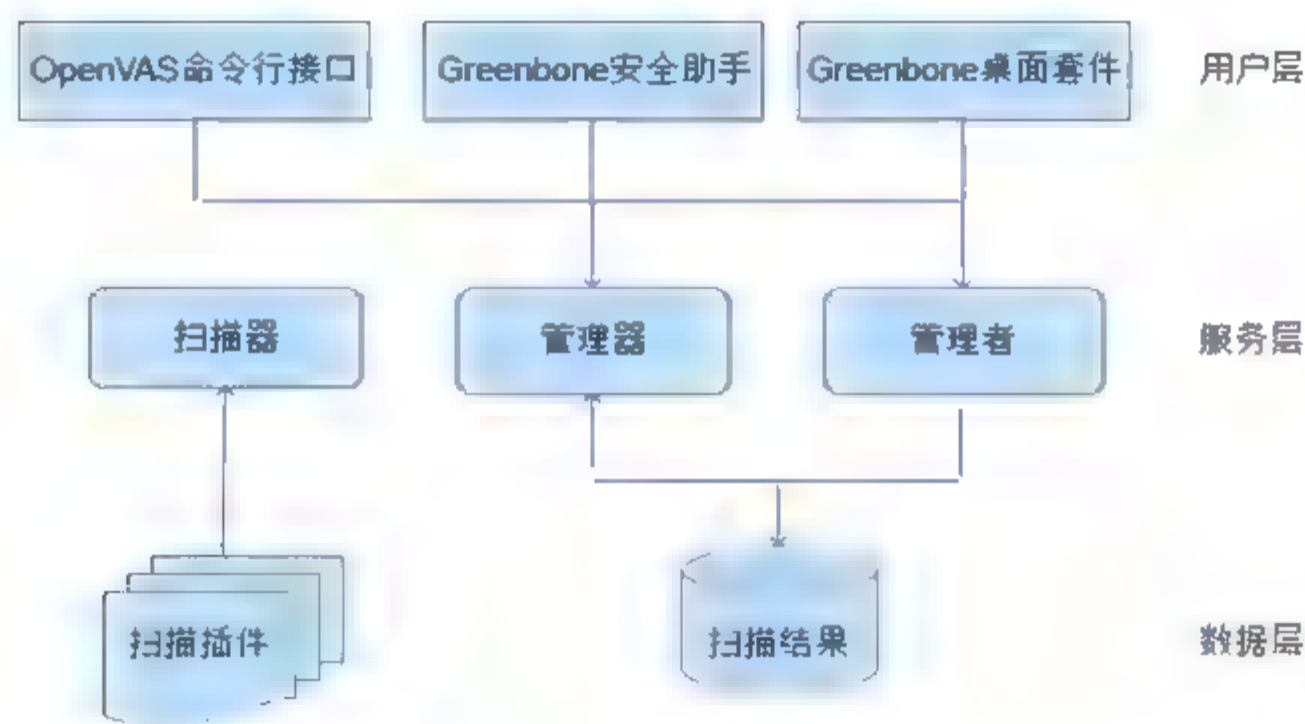 OpenVAS命令行接口
Greenbone安全助手
Greenbone桌面套件
用户层
扫描器
管理器
管理者
服务层
扫描插件
扫描结果
数据层